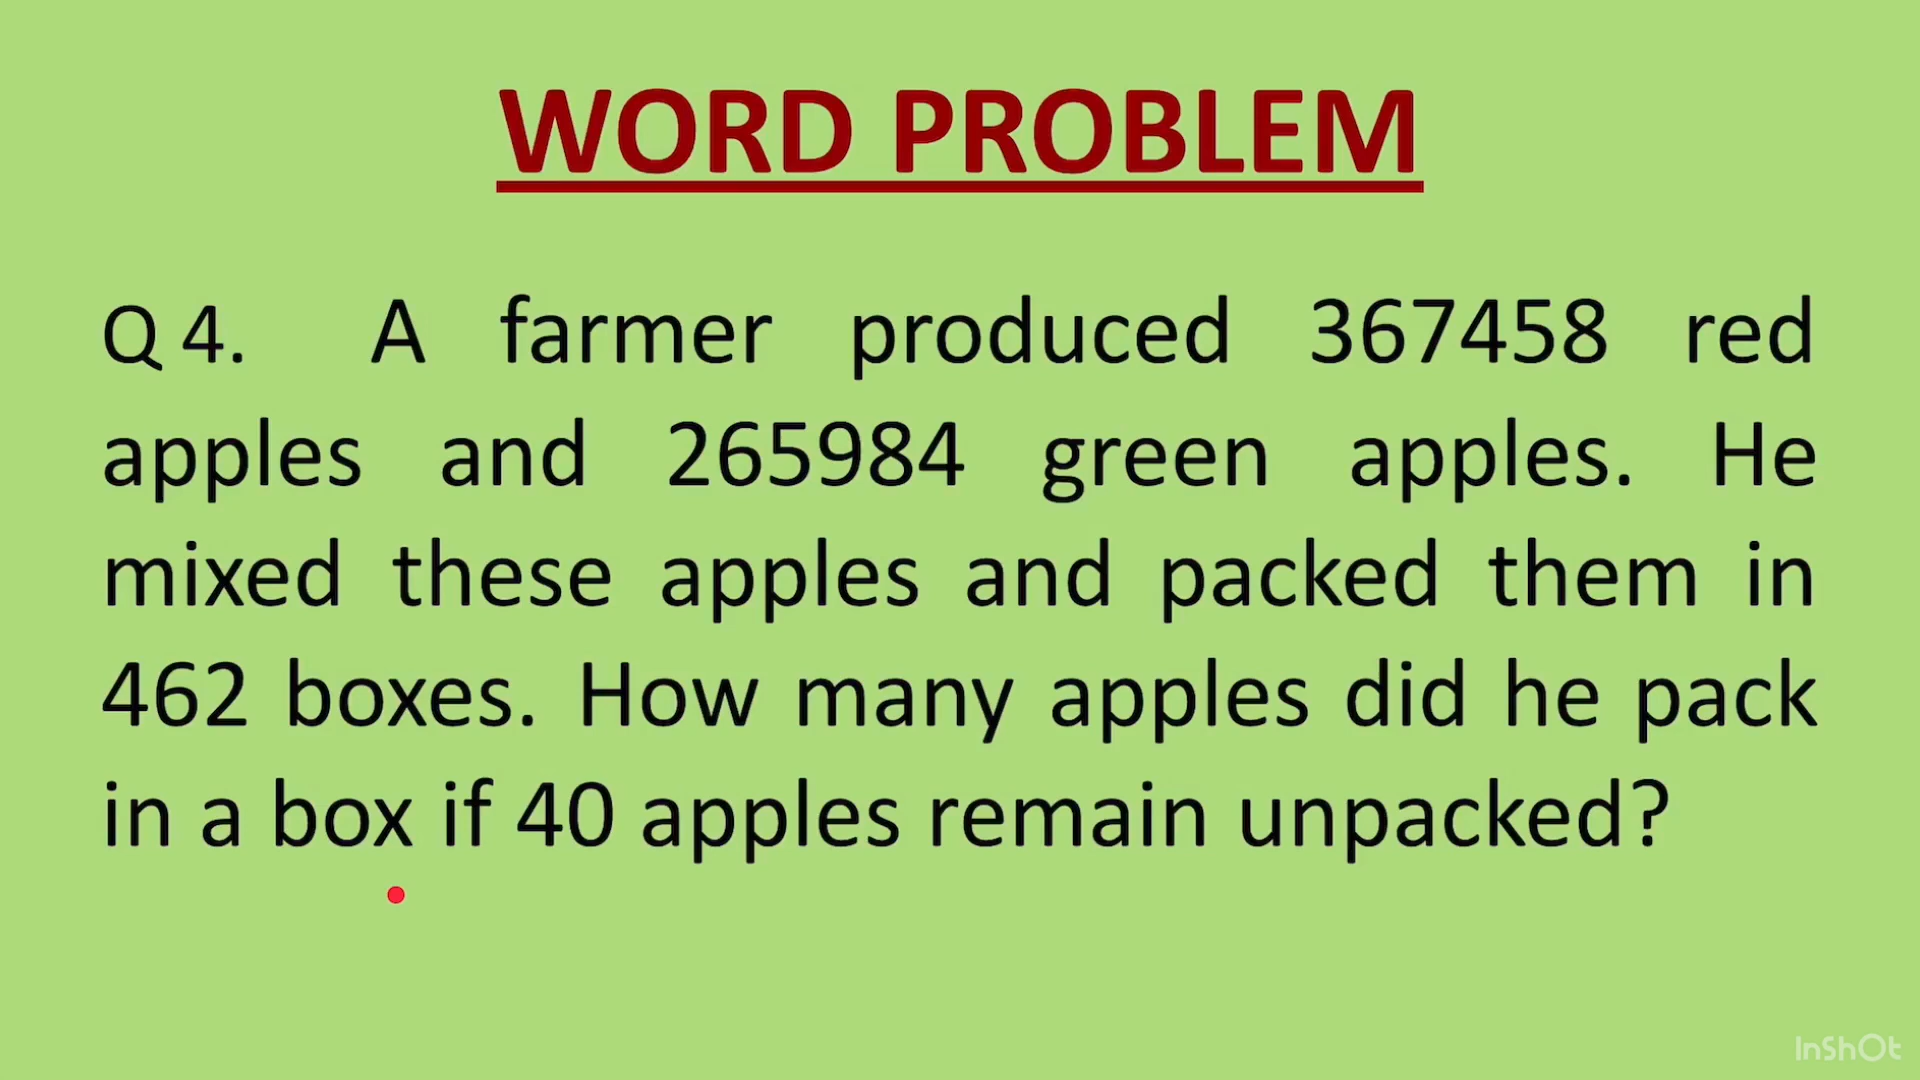 WORD PROBLEM
Q 4. A farmer produced 367458 red
apples and 265984 green apples. He
mixed these apples and packed them in
462 boxes. How many apples did he pack
in a box if 40 apples remain unpacked?
InShOt